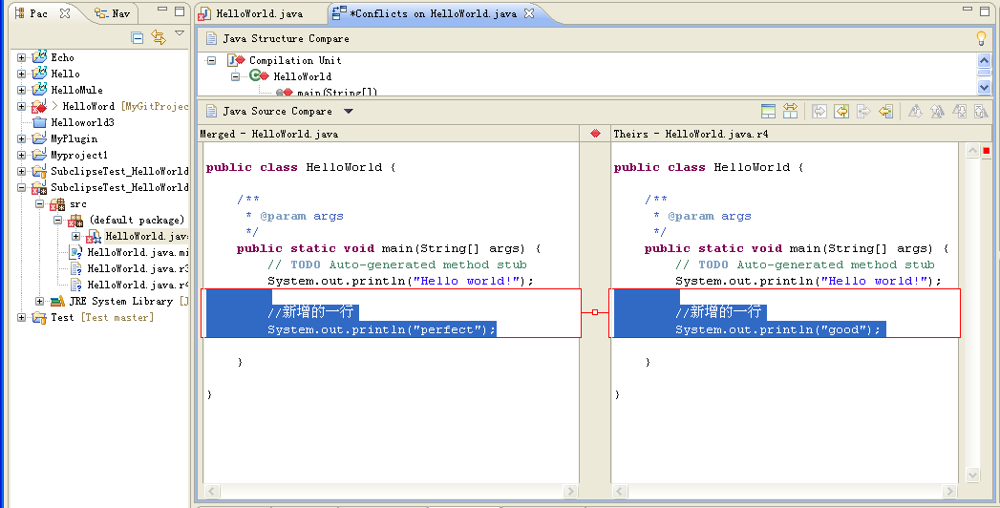 Pac
Nav
HelloWorld.java
*Conflicts on HelloWorld.java
Echo
Hello
HelloMule
> HelloWord [MyGitProjec
Helloworld3
MyPlugin
Myproject1
SubclipseTest_HelloWorld
SubclipseTest_HelloWorld
src
(default package)
HelloWorld.java
HelloWorld.java.mi
HelloWorld.java.r3
HelloWorld.java.r4
JRE System Library [J
Test [Test master]
Java Structure Compare
Compilation Unit
HelloWorld
main(String[])
Java Source Compare
Merged - HelloWorld.java
public class HelloWorld {
/**
* @param args
*/
public static void main(String[] args) {
// TODO Auto-generated method stub
System.out.println("Hello world!");
//新增的一行
System.out.println("perfect");
}
}
Theirs - HelloWorld.java.r4
public class HelloWorld {
/**
* @param args
*/
public static void main(String[] args) {
// TODO Auto-generated method stub
System.out.println("Hello world!");
//新增的一行
System.out.println("good");
}
}